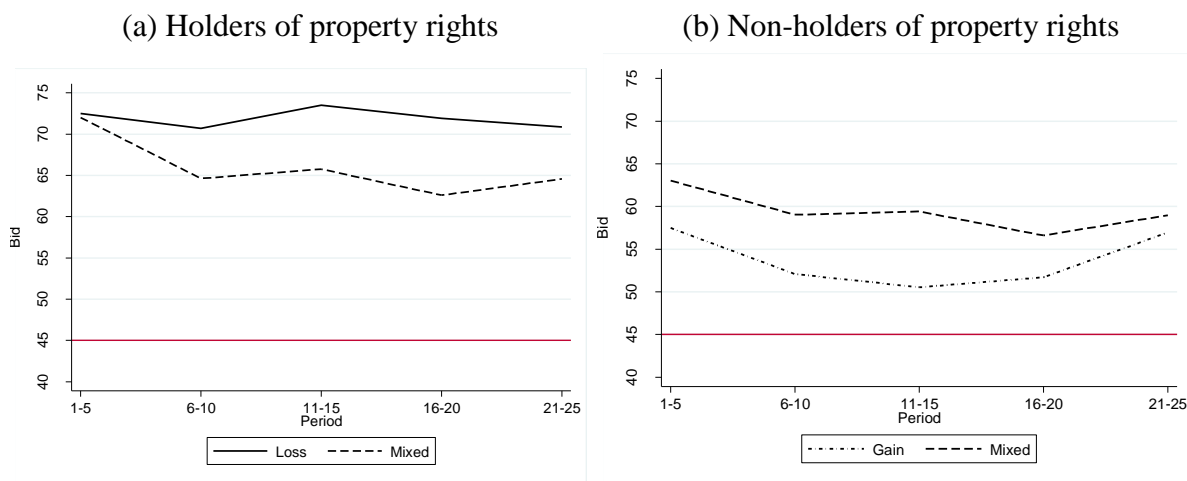 (a) Holders of property rights
75
70
65
60
55
50
45
40
Bid
1-5 6-10 11-15 16-20 21-25
Period
Loss Mixed
(b) Non-holders of property rights
75
70
65
60
55
50
45
40
Bid
1-5 6-10 11-15 16-20 21-25
Period
Gain Mixed